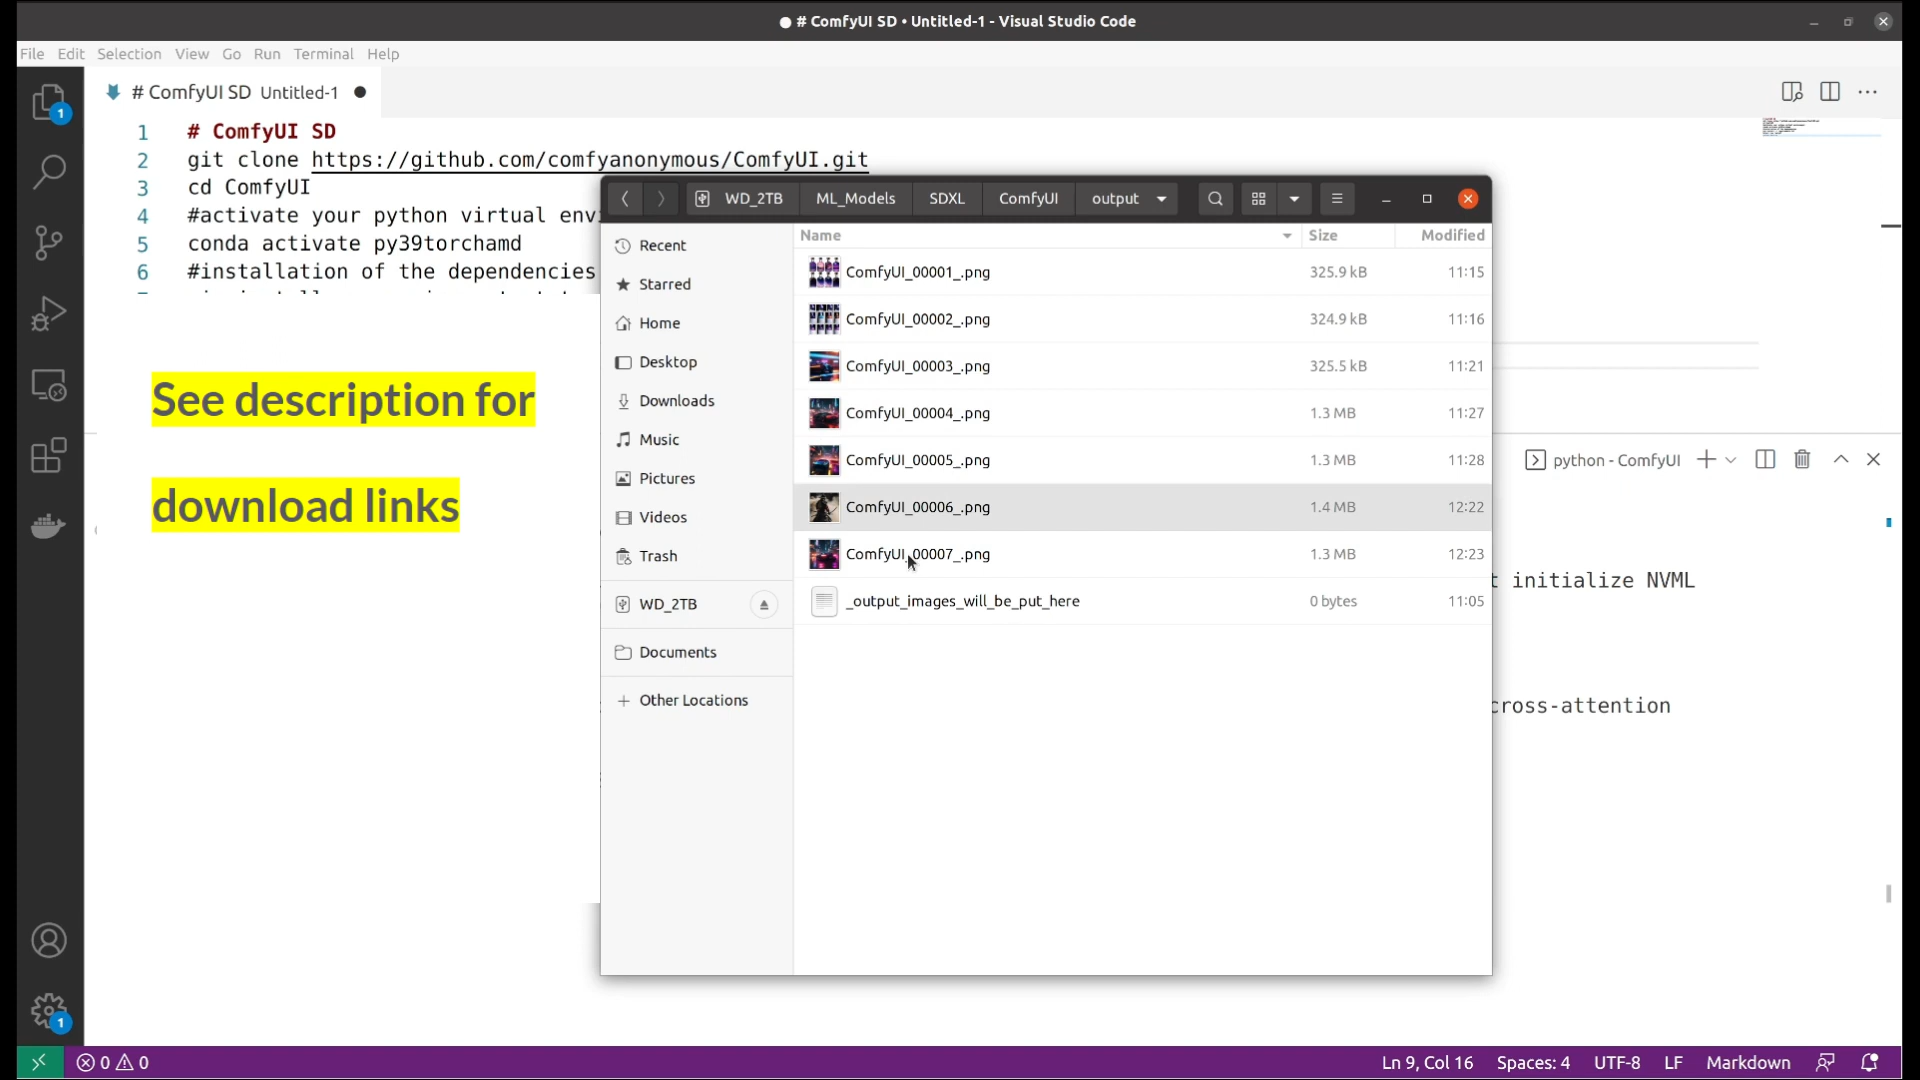 # ComfyUI SD • Untitled-1 - Visual Studio Code
File Edit Selection View Go Run Terminal Help
# ComfyUI SD Untitled-1
1 # ComfyUI SD
2 git clone https://github.com/comfyanonymous/ComfyUI.git
3 cd ComfyUI
4 #activate your python virtual env
5 conda activate py39torchamd
6 #installation of the dependencies
See description for
download links
WD_2TB ML_Models SDXL ComfyUI output
Recent
Starred
Home
Desktop
Downloads
Music
Pictures
Videos
Trash
WD_2TB
Documents
Other Locations
Name Size Modified
ComfyUI_00001_.png 325.9 kB 11:15
ComfyUI_00002_.png 324.9 kB 11:16
ComfyUI_00003_.png 325.5 kB 11:21
ComfyUI_00004_.png 1.3 MB 11:27
ComfyUI_00005_.png 1.3 MB 11:28
ComfyUI_00006_.png 1.4 MB 12:22
ComfyUI_00007_.png 1.3 MB 12:23
_output_images_will_be_put_here 0 bytes 11:05
python - ComfyUI
t initialize NVML
cross-attention
1
1
0 0
Ln 9, Col 16 Spaces: 4 UTF-8 LF Markdown